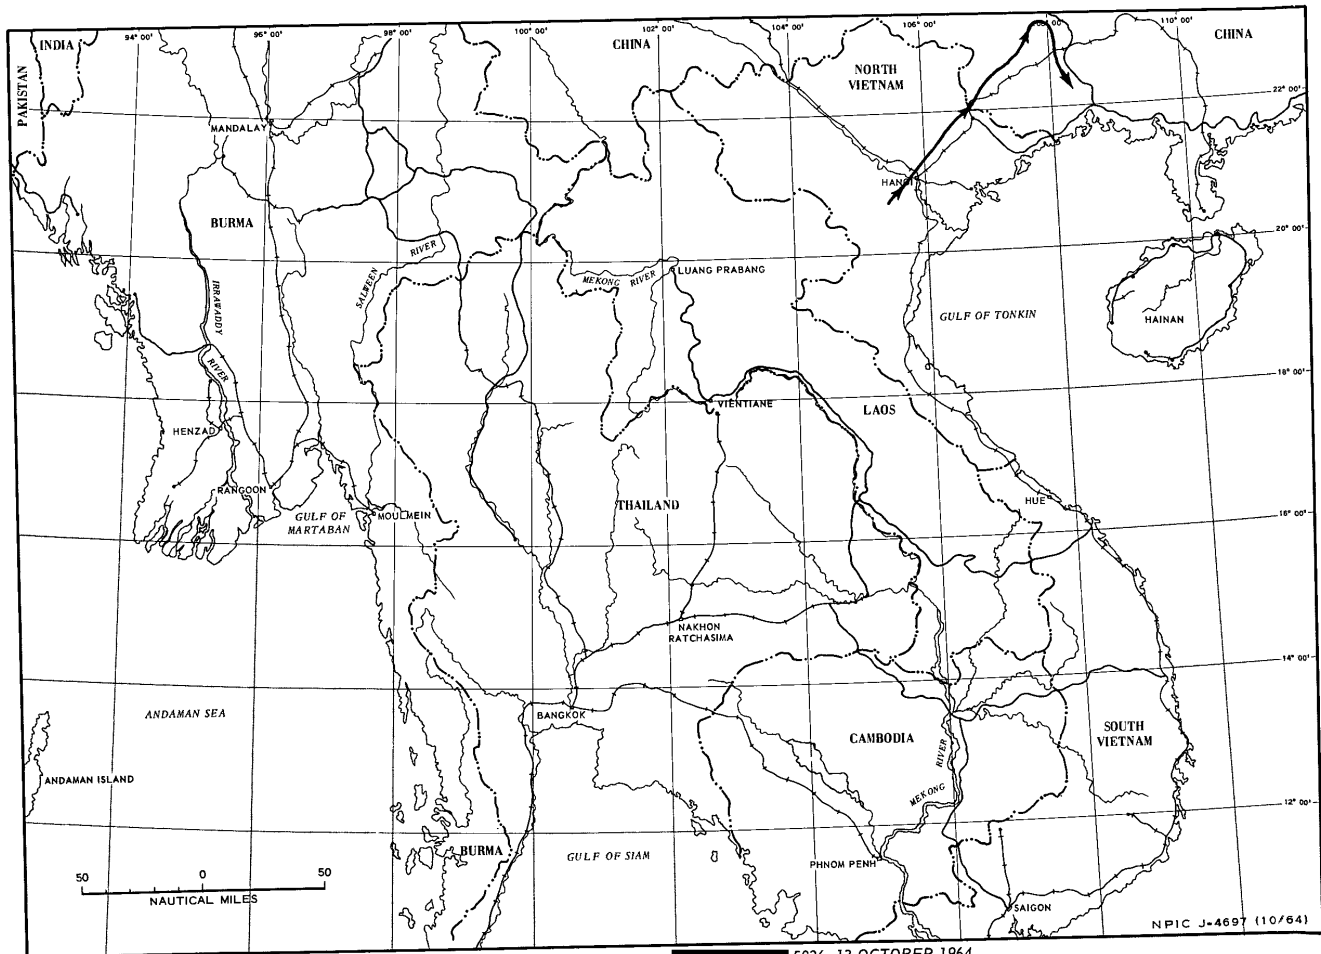 94° 00'
96° 00'
98° 00'
100° 00'
102° 00'
104° 00'
106° 00'
108° 00'
110° 00'
INDIA
CHINA
CHINA
PAKISTAN
NORTH
VIETNAM
22° 00'
MANDALAY
HANOI
BURMA
20° 00'
RIVER
SALWEEN
MEKONG RIVER
LUANG PRABANG
IRRAWADDY
RIVER
GULF OF TONKIN
HAINAN
18° 00'
VIENTIANE
LAOS
HENZAD
RANGOON
THAILAND
HUE
GULF OF
MARTABAN
MOULMEIN
16° 00'
NAKHON
RATCHASIMA
14° 00'
ANDAMAN SEA
BANGKOK
CAMBODIA
SOUTH
VIETNAM
MEKONG
RIVER
ANDAMAN ISLAND
12° 00'
BURMA
GULF OF SIAM
PHNOM PENH
50 0 50
NAUTICAL MILES
SAIGON
NPIC J-4697 (10/64)
13 OCTOBER 1964